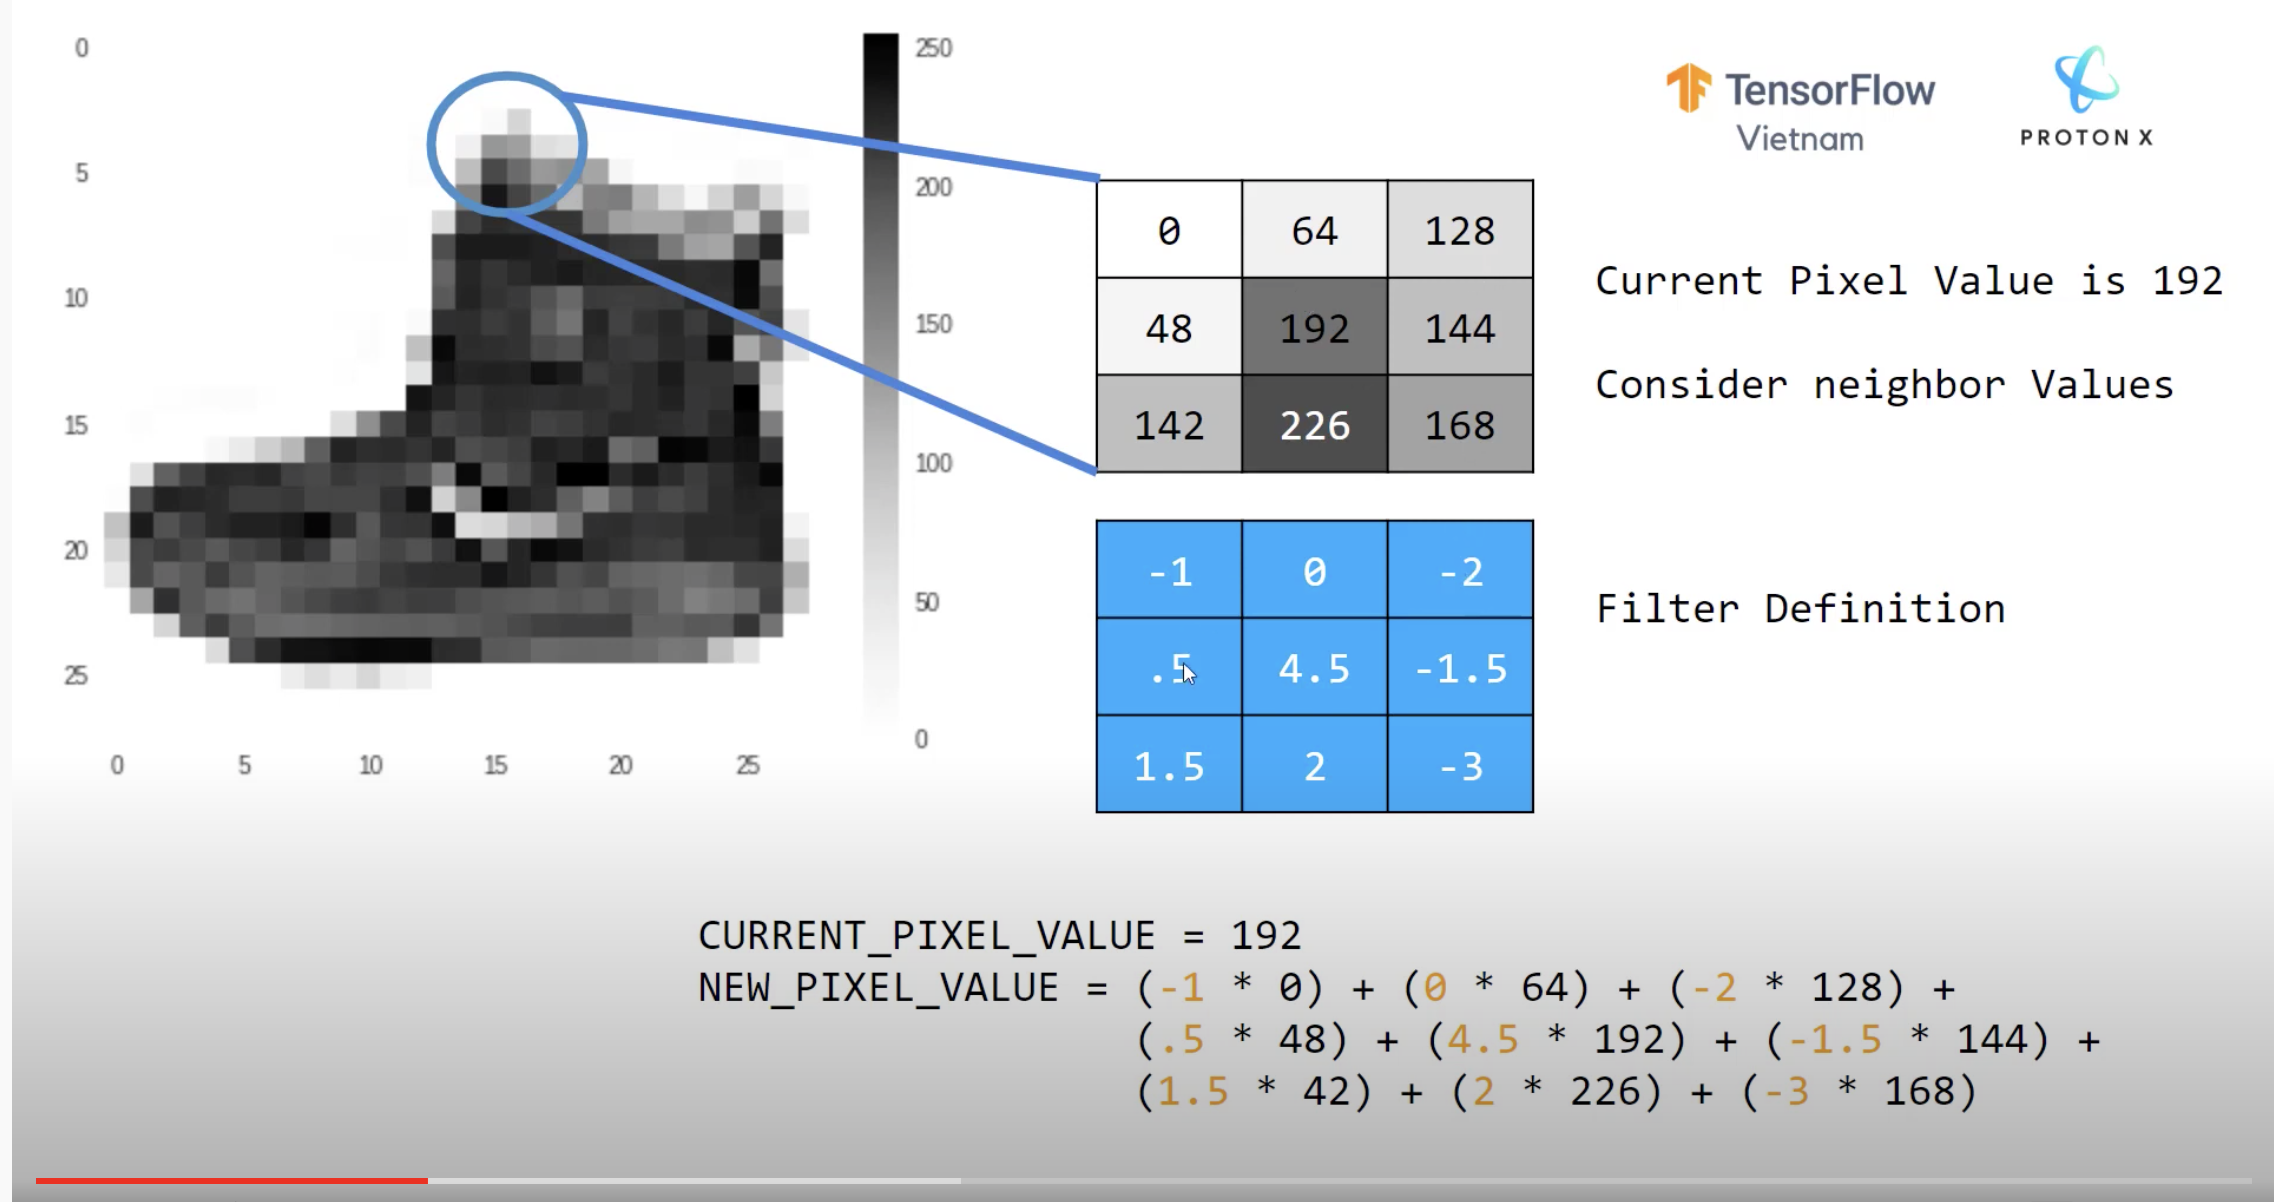 0
5
10
15
20
25
0 5 10 15 20 25
250
200
150
100
50
0
TensorFlow
Vietnam
PROTON X
0 64 128
48 192 144
142 226 168
Current Pixel Value is 192
Consider neighbor Values
-1 0 -2
.5 4.5 -1.5
1.5 2 -3
Filter Definition
CURRENT_PIXEL_VALUE = 192
NEW_PIXEL_VALUE = (-1 * 0) + (0 * 64) + (-2 * 128) +
(.5 * 48) + (4.5 * 192) + (-1.5 * 144) +
(1.5 * 42) + (2 * 226) + (-3 * 168)